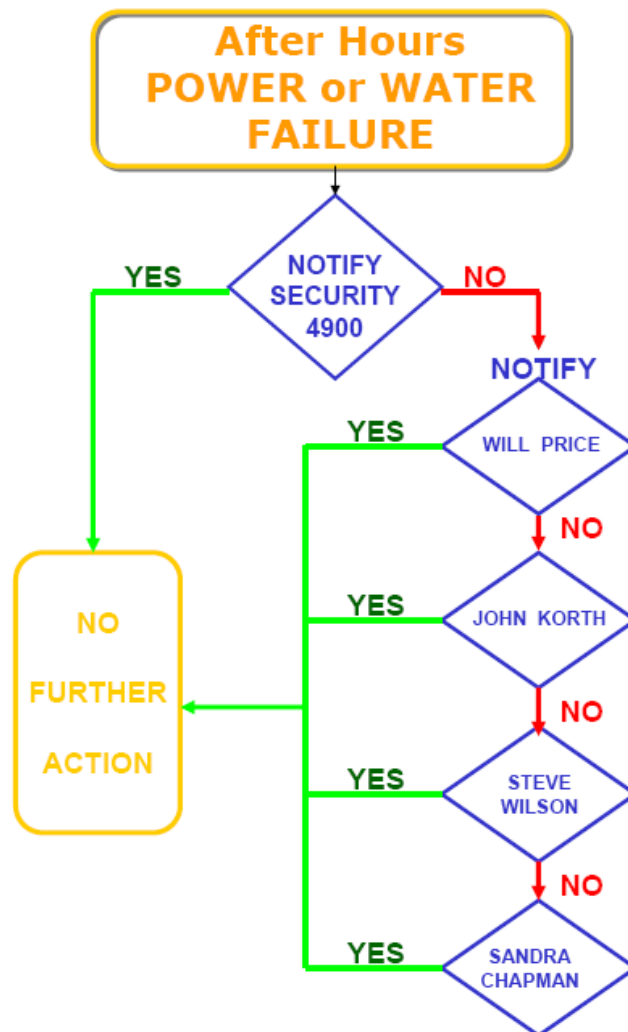 After Hours
POWER or WATER
FAILURE
YES
NOTIFY
SECURITY
4900
NO
NOTIFY
YES
WILL PRICE
NO
YES
JOHN KORTH
NO
YES
STEVE
WILSON
NO
YES
SANDRA
CHAPMAN
NO
FURTHER
ACTION